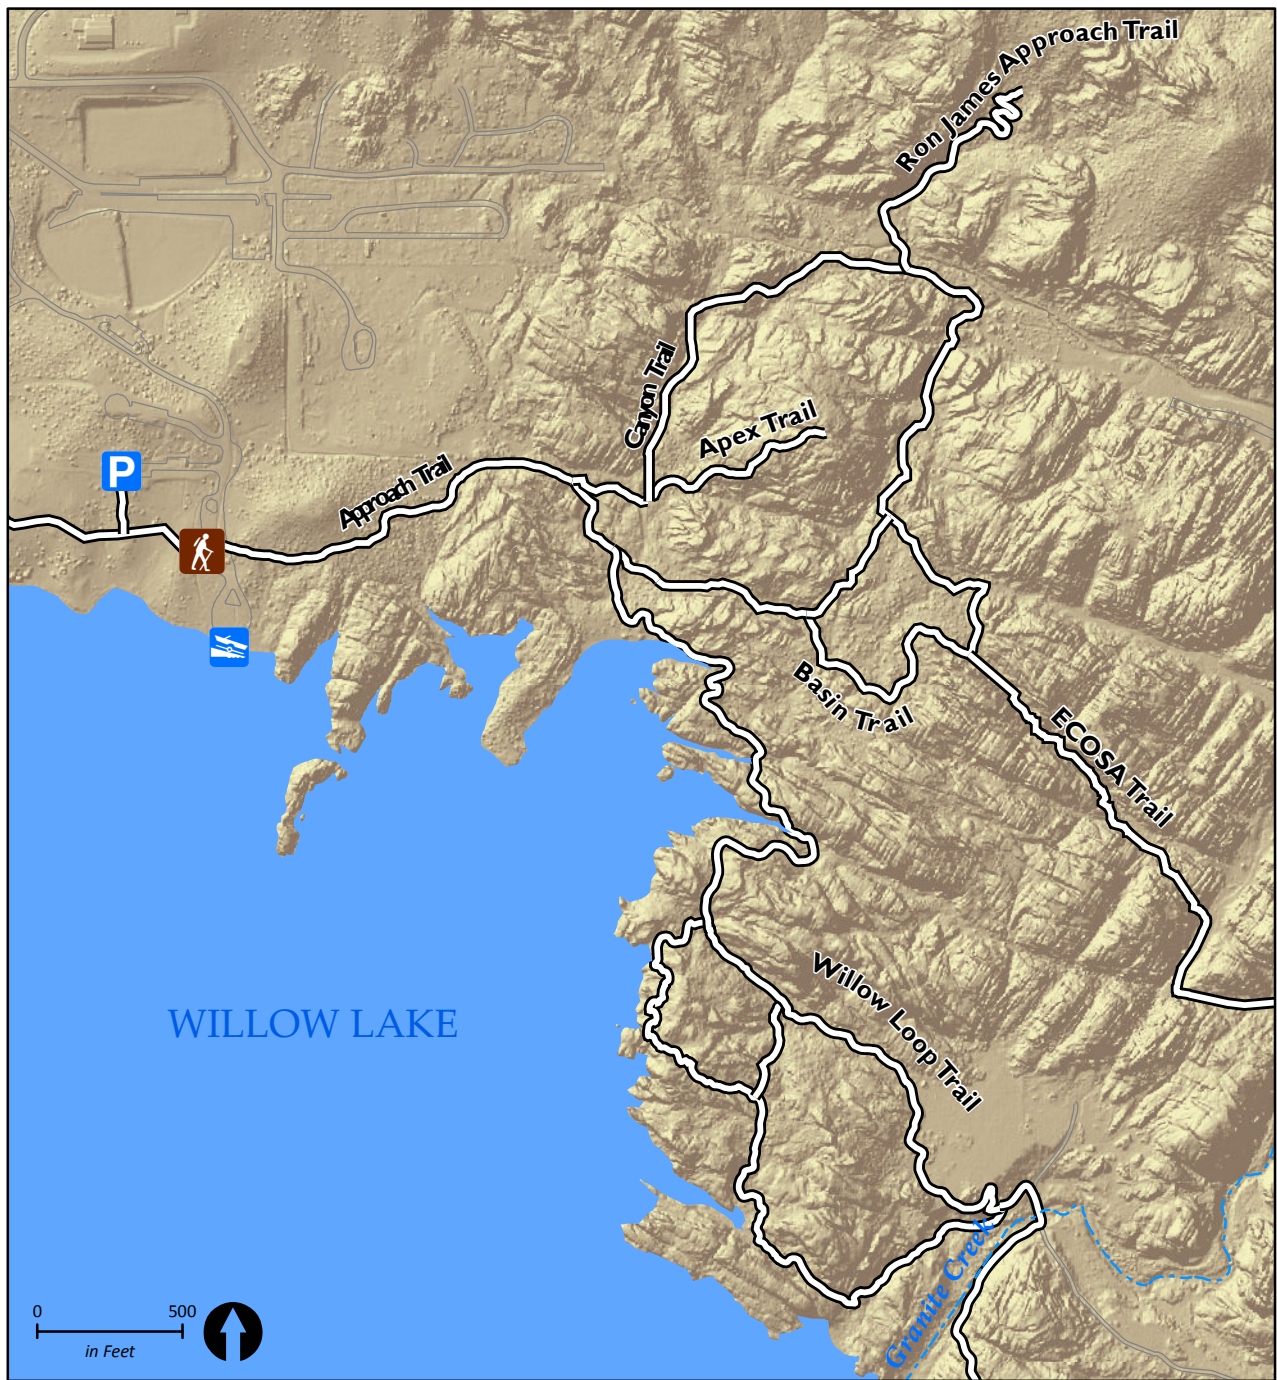 Ron James Approach Trail
Canyon Trail
Apex Trail
P
Approach Trail
Basin Trail
ECOSA Trail
Willow Loop Trail
WILLOW LAKE
Granite Creek
0 500
in Feet